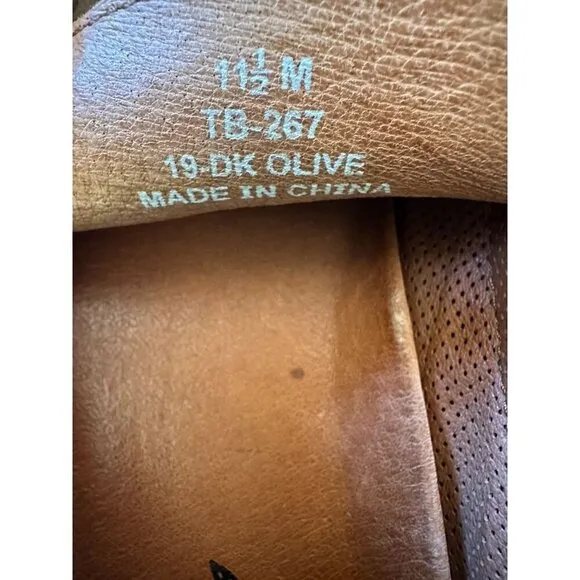 11½ M
TB-267
19-DK OLIVE
MADE IN CHINA